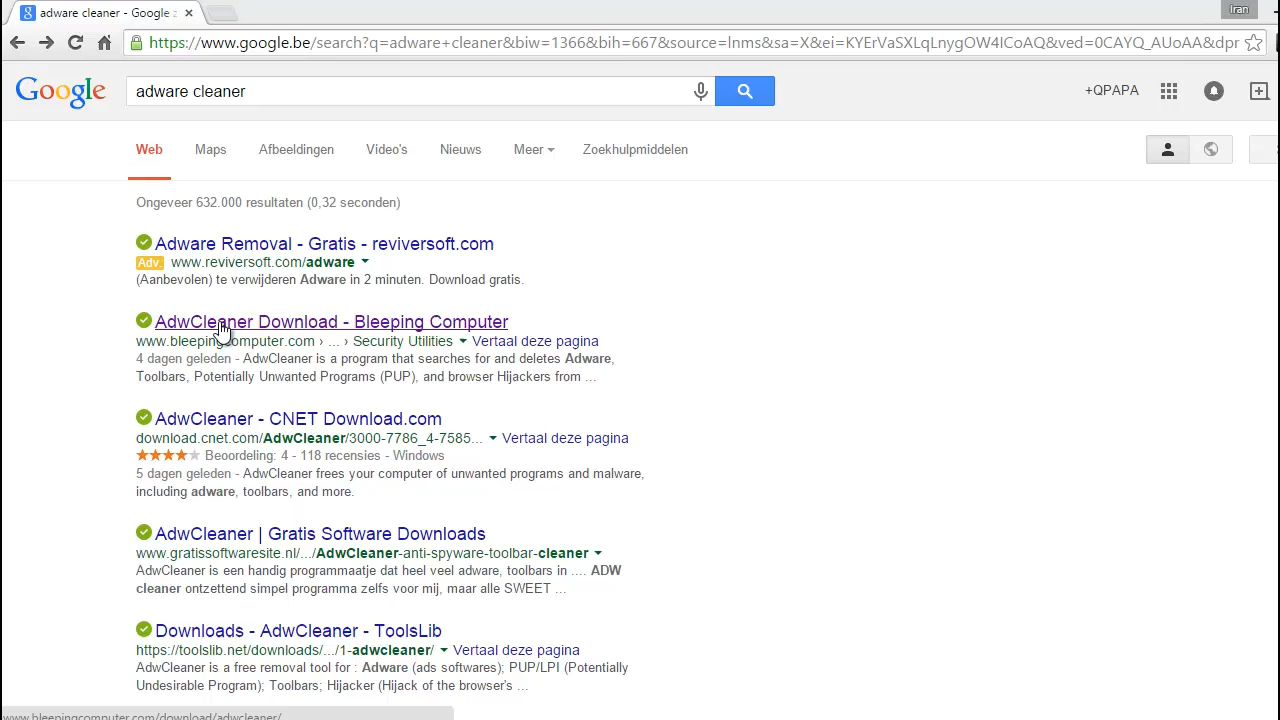 adware cleaner - Google z
Iran
https://www.google.be/search?q=adware+cleaner&biw=1366&bih=667&source=lnms&sa=X&ei=KYErVaSXLqLnygOW4ICoAQ&ved=0CAYQ_AUoAA&dpr
Google
adware cleaner
+QPAPA
Web Maps Afbeeldingen Video's Nieuws Meer Zoekhulpmiddelen
Ongeveer 632.000 resultaten (0,32 seconden)
Adware Removal - Gratis - reviversoft.com
Adv. www.reviversoft.com/adware
(Aanbevolen) te verwijderen Adware in 2 minuten. Download gratis.
AdwCleaner Download - Bleeping Computer
www.bleepingcomputer.com › ... › Security Utilities Vertaal deze pagina
4 dagen geleden - AdwCleaner is a program that searches for and deletes Adware,
Toolbars, Potentially Unwanted Programs (PUP), and browser Hijackers from ...
AdwCleaner - CNET Download.com
download.cnet.com/AdwCleaner/3000-7786_4-7585... Vertaal deze pagina
Beoordeling: 4 - 118 recensies - Windows
5 dagen geleden - AdwCleaner frees your computer of unwanted programs and malware,
including adware, toolbars, and more.
AdwCleaner | Gratis Software Downloads
www.gratissoftwaresite.nl/.../AdwCleaner-anti-spyware-toolbar-cleaner
AdwCleaner is een handig programmaatje dat heel veel adware, toolbars in .... ADW
cleaner ontzettend simpel programma zelfs voor mij, maar alle SWEET ...
Downloads - AdwCleaner - ToolsLib
https://toolslib.net/downloads/.../1-adwcleaner/ Vertaal deze pagina
AdwCleaner is a free removal tool for : Adware (ads softwares); PUP/LPI (Potentially
Undesirable Program); Toolbars; Hijacker (Hijack of the browser's ...
www.bleepingcomputer.com/download/adwcleaner/